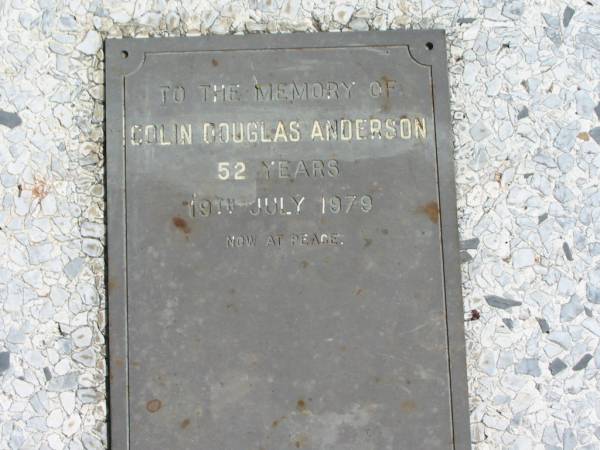 TO THE MEMORY OF
COLIN DOUGLAS ANDERSON
52 YEARS
19TH JULY 1979
NOW AT PEACE.